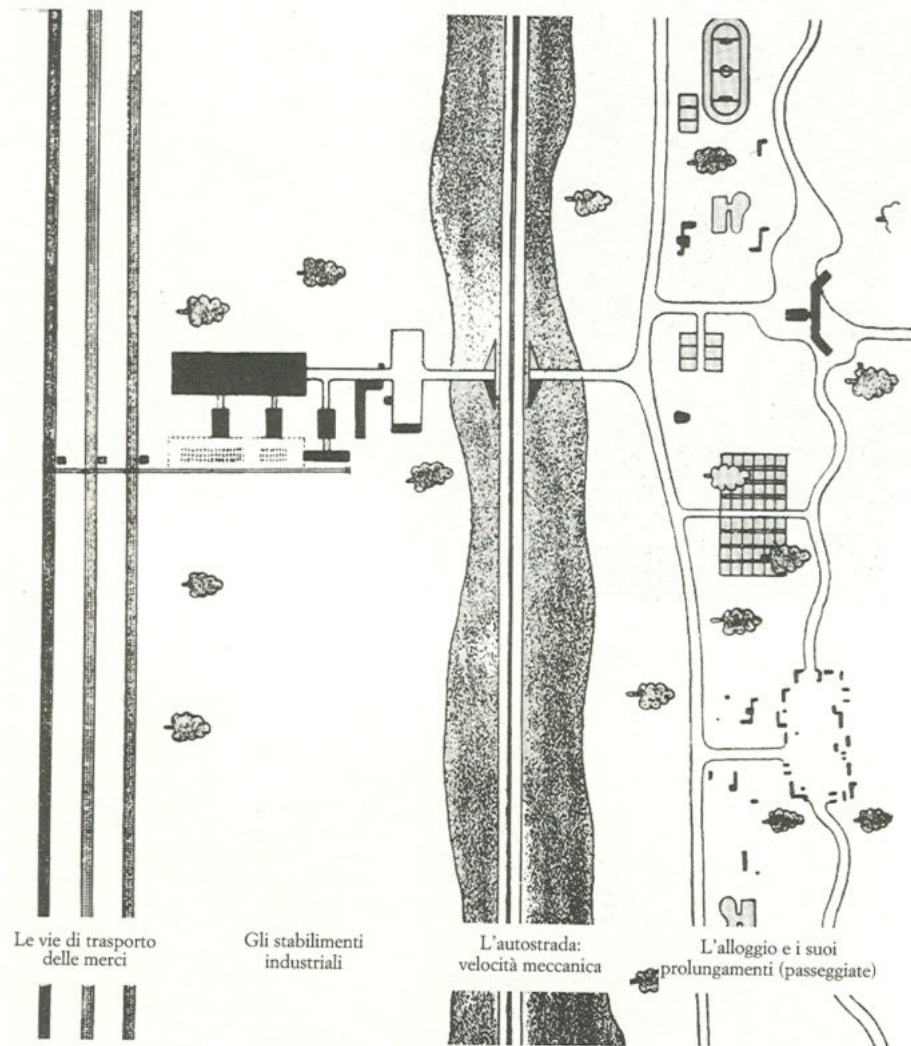 Le vie di trasporto
delle merci
Gli stabilimenti
industriali
L'autostrada:
velocità meccanica
L'alloggio e i suoi
prolungamenti (passeggiate)